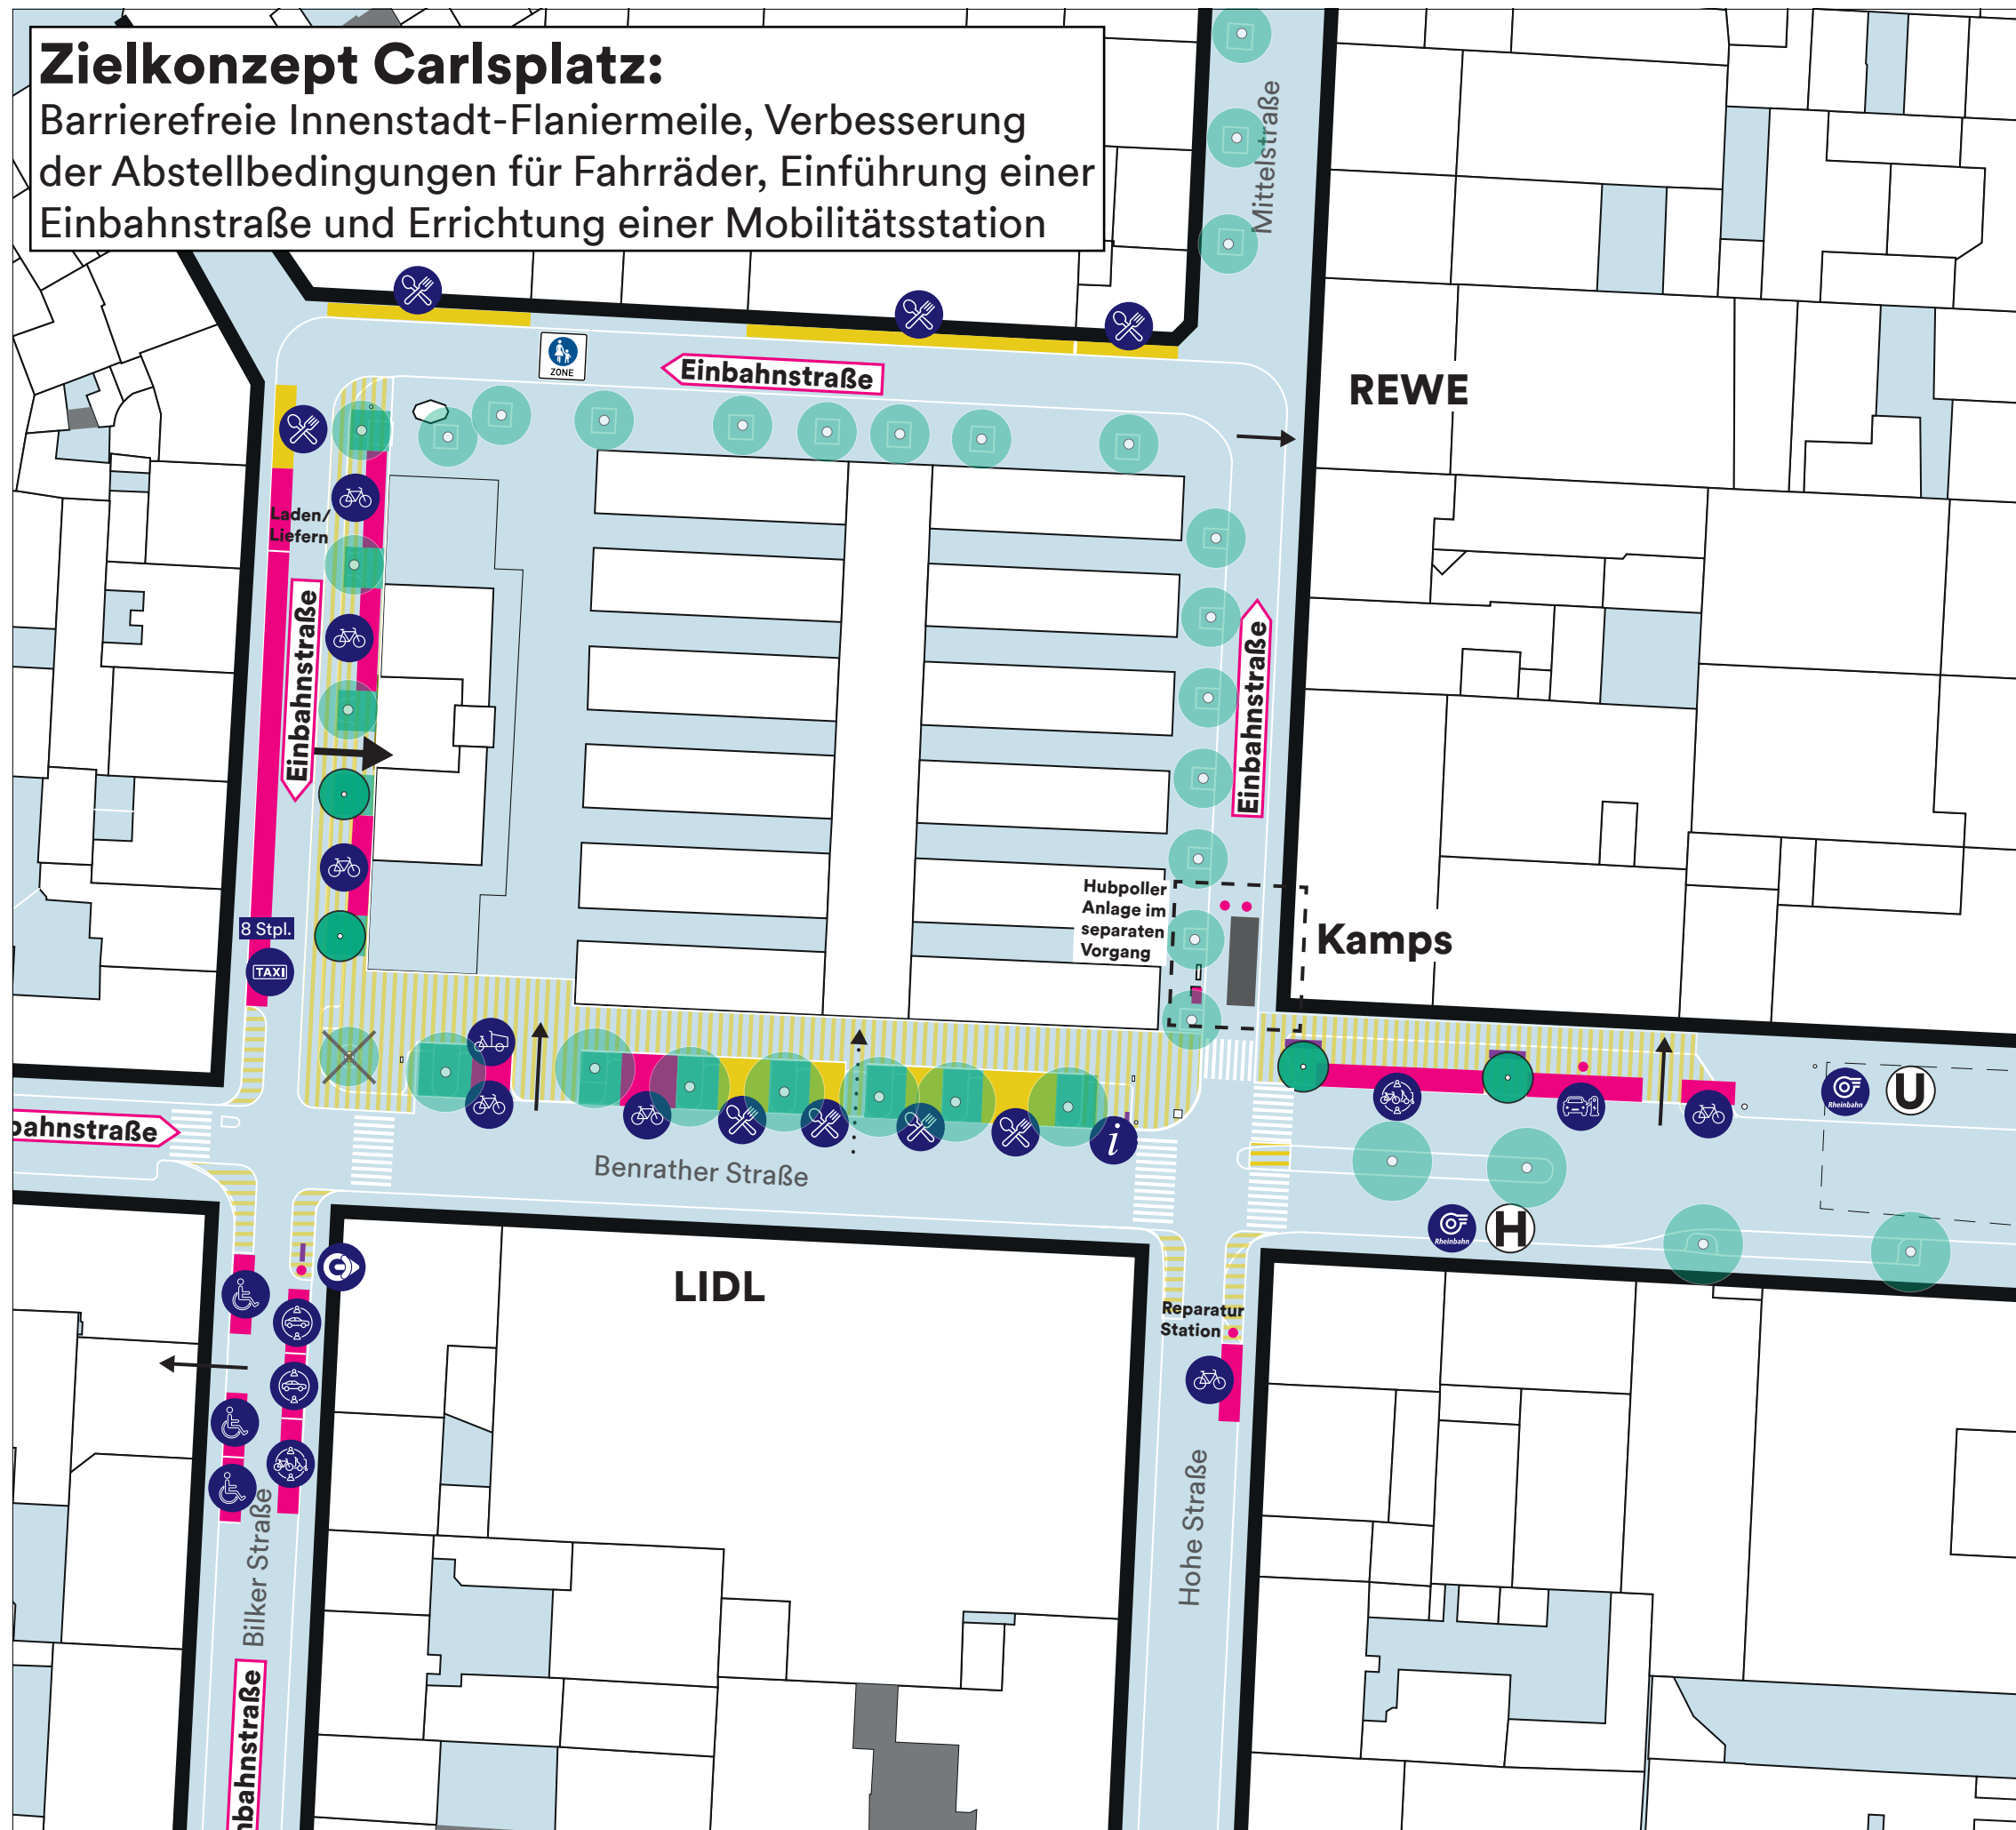 Zielkonzept Carlsplatz:
Barrierefreie Innenstadt-Flaniermeile, Verbesserung
der Abstellbedingungen für Fahrräder, Einführung einer
Einbahnstraße und Errichtung einer Mobilitätsstation
Mittelstraße
ZONE
Einbahnstraße
REWE
Laden/
Liefern
Einbahnstraße
Einbahnstraße
Hubpoller
Anlage im
separaten
Vorgang
Kamps
8 Stpl.
TAXI
bahnstraße
Benrather Straße
i
Rheinbahn
U
Rheinbahn
H
LIDL
Reparatur
Station
Hohe Straße
Bilker Straße
nbahnstraße